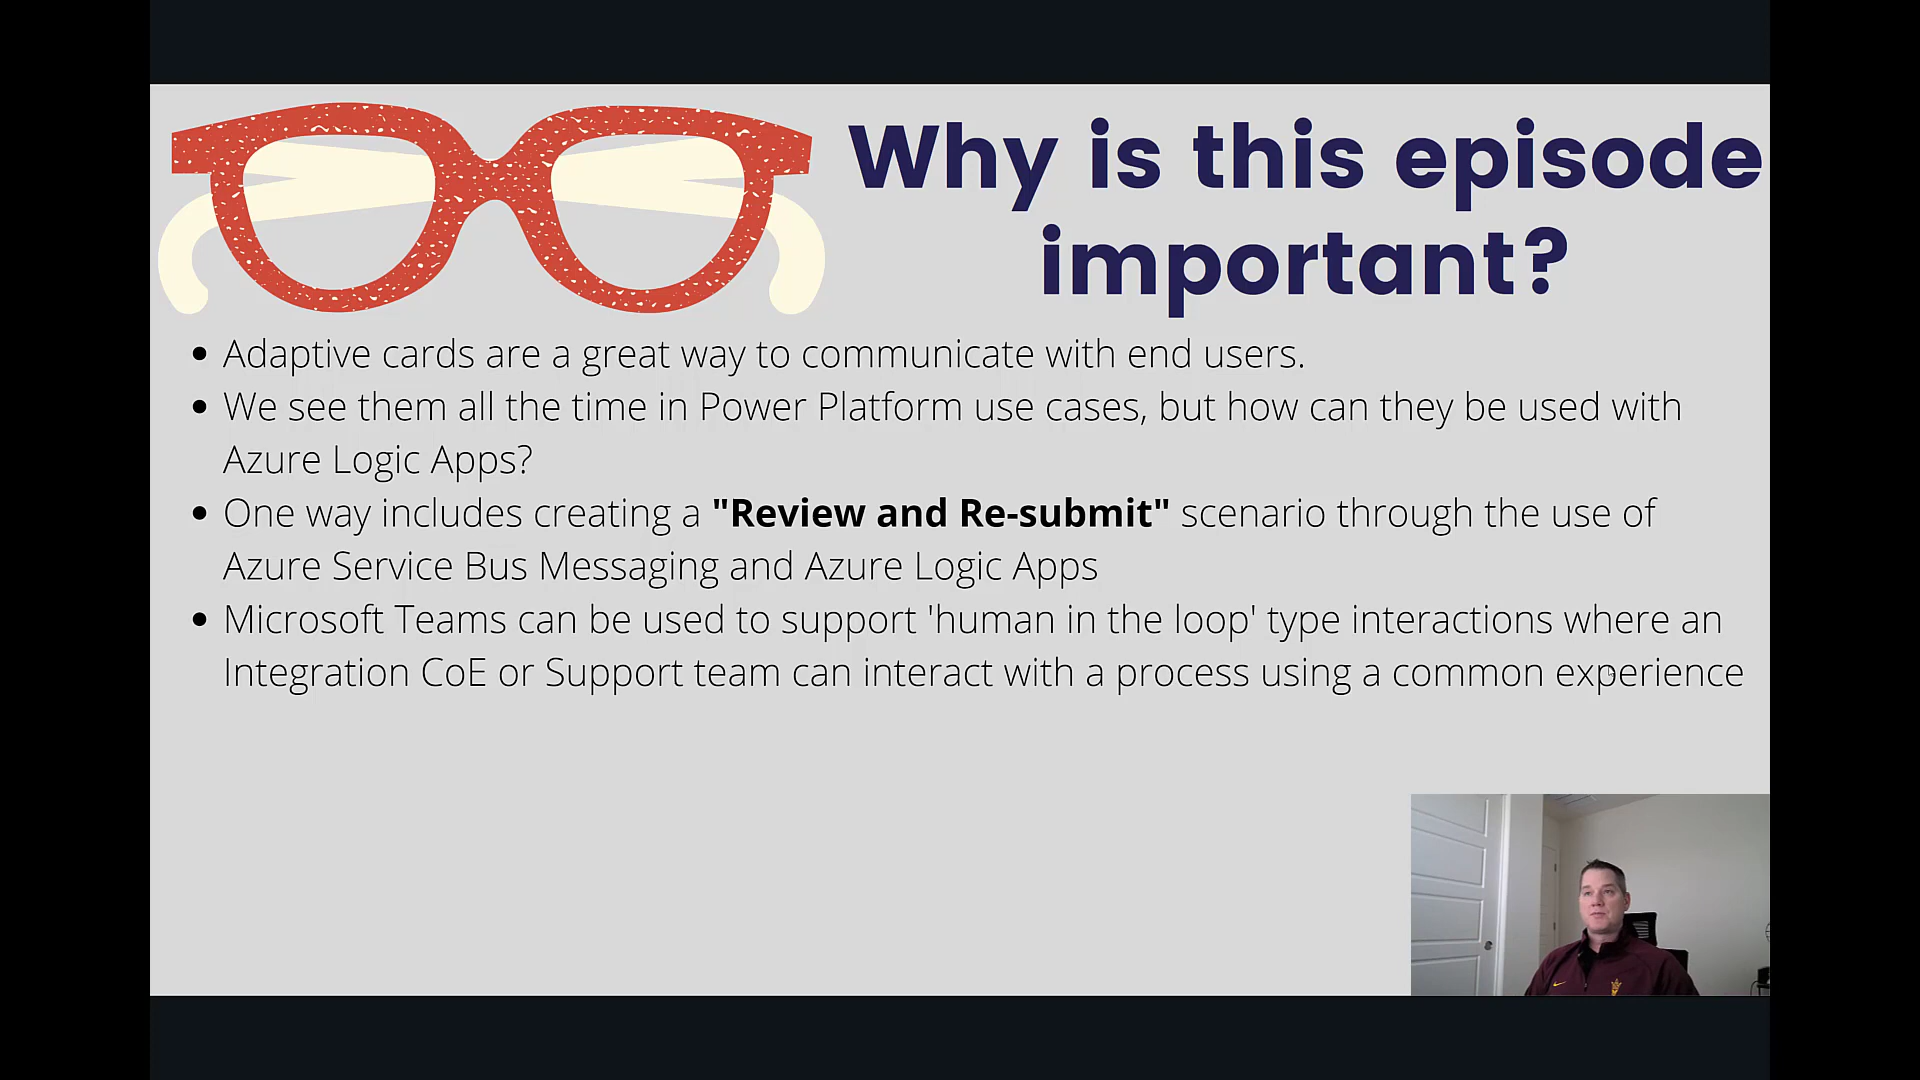 Why is this episode
important?
• Adaptive cards are a great way to communicate with end users.
• We see them all the time in Power Platform use cases, but how can they be used with
Azure Logic Apps?
• One way includes creating a "Review and Re-submit" scenario through the use of
Azure Service Bus Messaging and Azure Logic Apps
• Microsoft Teams can be used to support 'human in the loop' type interactions where an
Integration CoE or Support team can interact with a process using a common experience